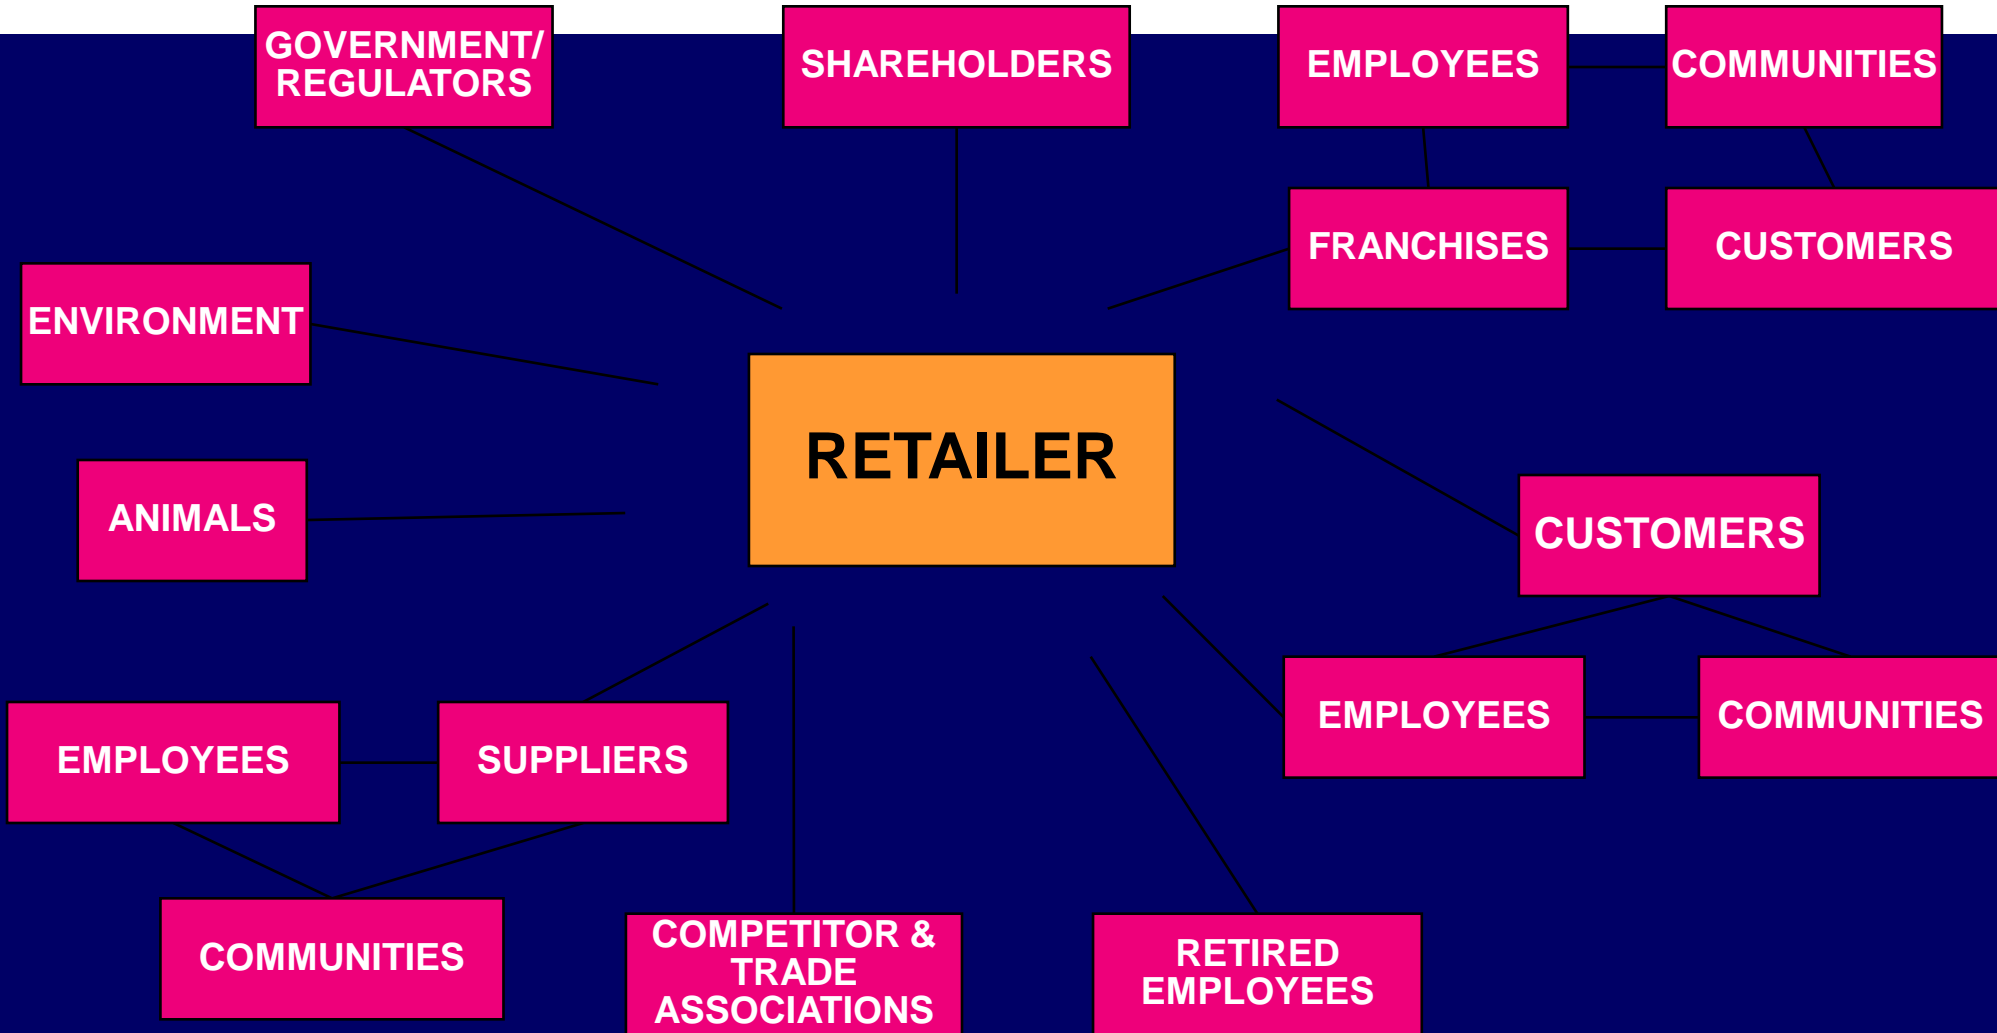 GOVERNMENT/
REGULATORS
SHAREHOLDERS
EMPLOYEES
COMMUNITIES
FRANCHISES
CUSTOMERS
ENVIRONMENT
RETAILER
ANIMALS
CUSTOMERS
EMPLOYEES
COMMUNITIES
EMPLOYEES
SUPPLIERS
COMMUNITIES
COMPETITOR &
TRADE
ASSOCIATIONS
RETIRED
EMPLOYEES